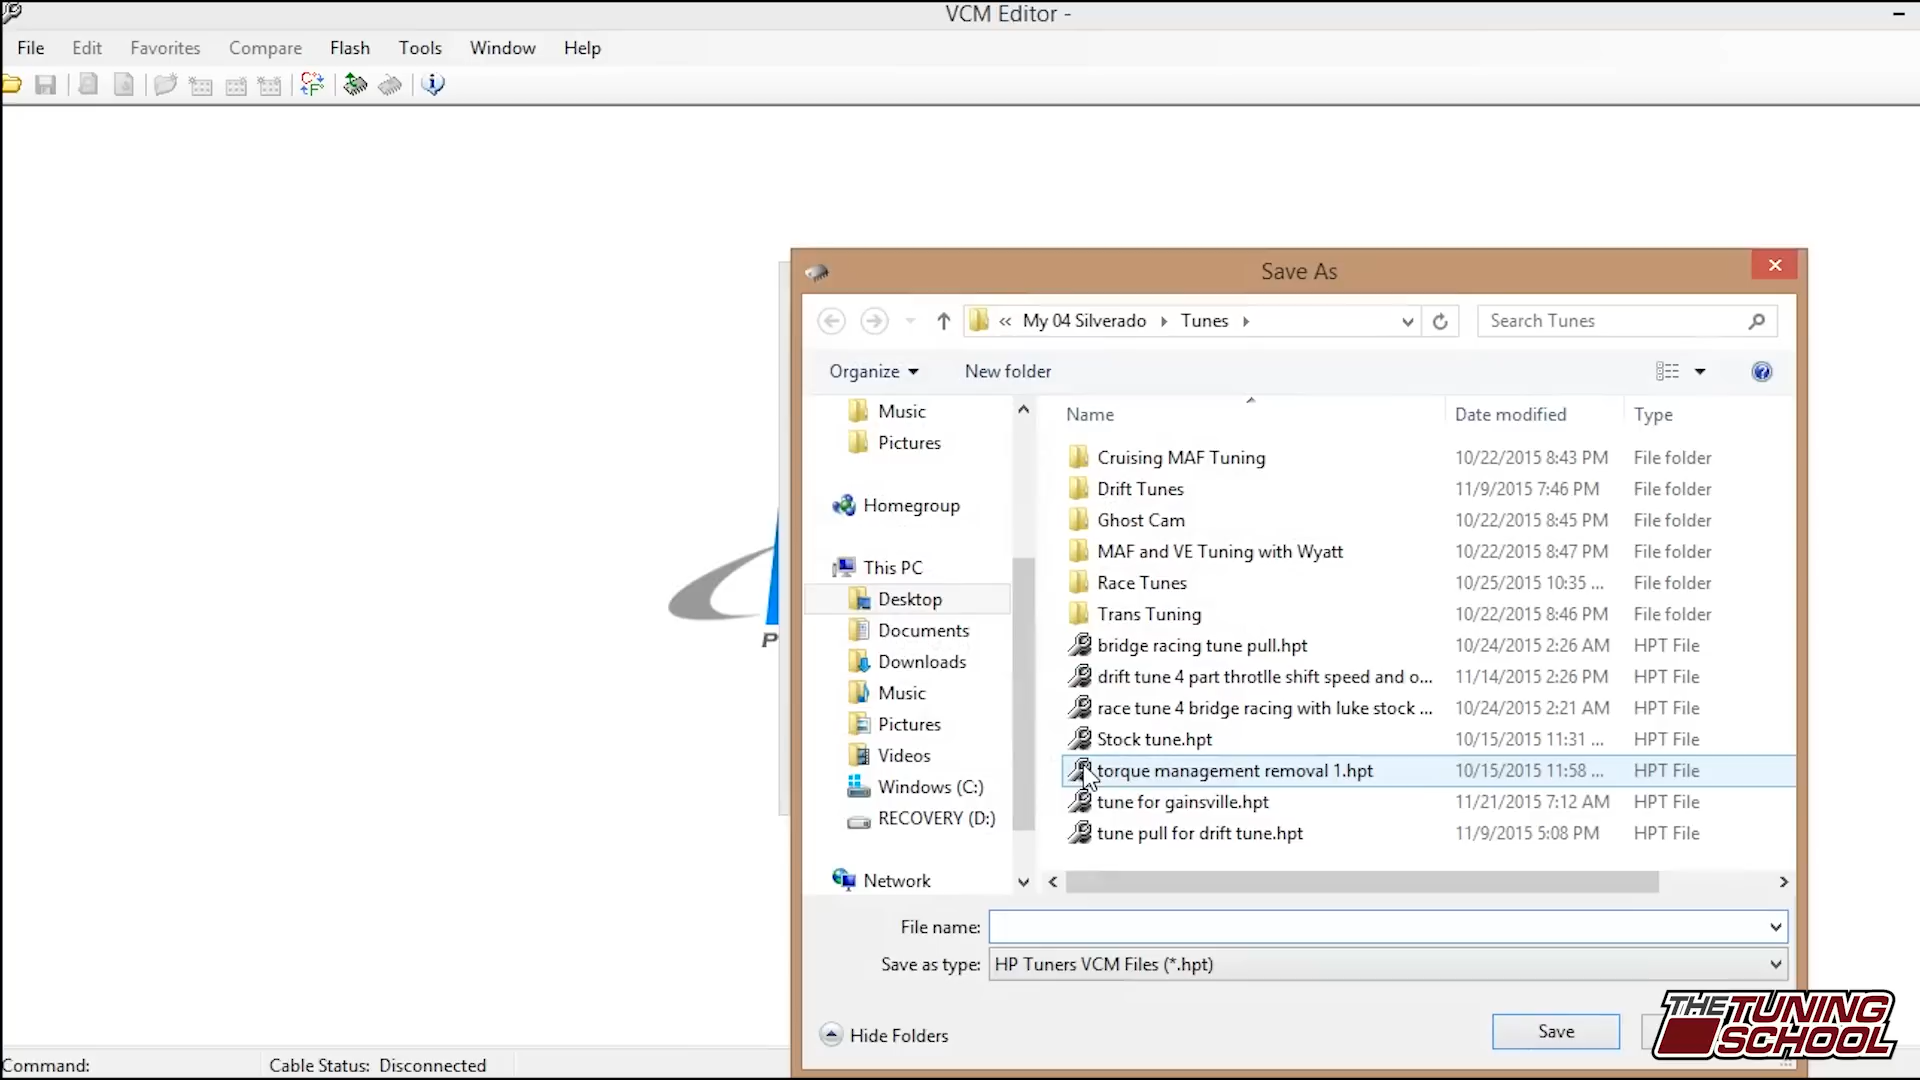 VCM Editor -
File Edit Favorites Compare Flash Tools Window Help
Save As
« My 04 Silverado Tunes
Search Tunes
Organize New folder
Music
Pictures
Homegroup
This PC
Desktop
Documents
Downloads
Music
Pictures
Videos
Windows (C:)
RECOVERY (D:)
Network
Name Date modified Type
Cruising MAF Tuning 10/22/2015 8:43 PM File folder
Drift Tunes 11/9/2015 7:46 PM File folder
Ghost Cam 10/22/2015 8:45 PM File folder
MAF and VE Tuning with Wyatt 10/22/2015 8:47 PM File folder
Race Tunes 10/25/2015 10:35 ... File folder
Trans Tuning 10/22/2015 8:46 PM File folder
bridge racing tune pull.hpt 10/24/2015 2:26 AM HPT File
drift tune 4 part throtlle shift speed and o... 11/14/2015 2:26 PM HPT File
race tune 4 bridge racing with luke stock ... 10/24/2015 2:21 AM HPT File
Stock tune.hpt 10/15/2015 11:31 ... HPT File
torque management removal 1.hpt 10/15/2015 11:58 ... HPT File
tune for gainsville.hpt 11/21/2015 7:12 AM HPT File
tune pull for drift tune.hpt 11/9/2015 5:08 PM HPT File
P
File name:
Save as type: HP Tuners VCM Files (*.hpt)
Hide Folders
Save
THE TUNING
SCHOOL
Command: Cable Status: Disconnected